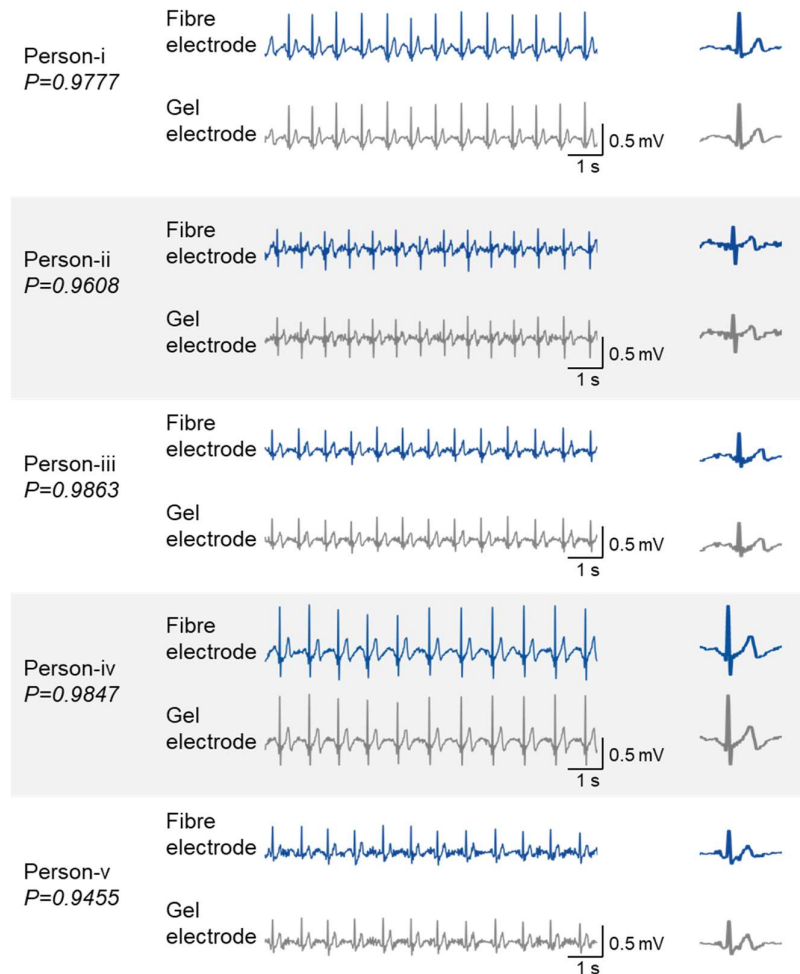 Person-i
P=0.9777
Fibre
electrode
Gel
electrode
0.5 mV
1 s
Person-ii
P=0.9608
Fibre
electrode
Gel
electrode
0.5 mV
1 s
Person-iii
P=0.9863
Fibre
electrode
Gel
electrode
0.5 mV
1 s
Person-iv
P=0.9847
Fibre
electrode
Gel
electrode
0.5 mV
1 s
Person-v
P=0.9455
Fibre
electrode
Gel
electrode
0.5 mV
1 s